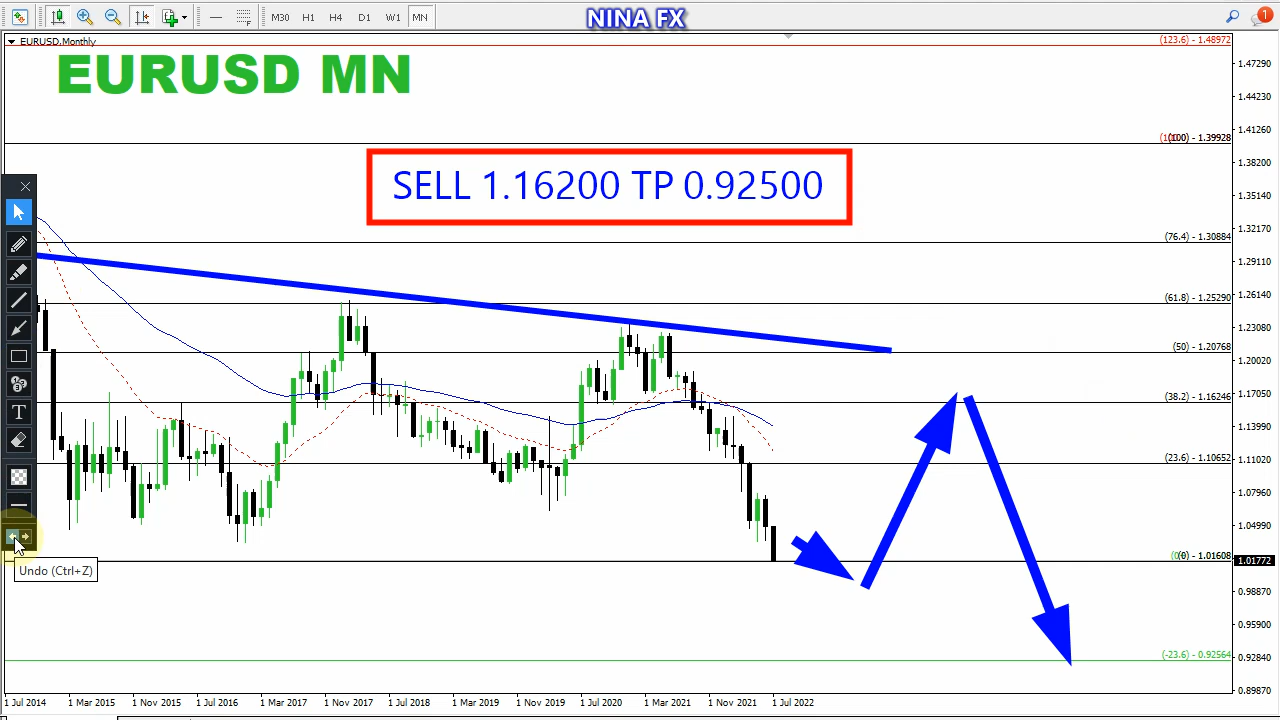 M30 H1 H4 D1 W1 MN
NINA FX
1
EURUSD.Monthly
EURUSD MN
SELL 1.16200 TP 0.92500
(123.6) - 1.48972
(100) - 1.39928
(76.4) - 1.30884
(61.8) - 1.25290
(50) - 1.20768
(38.2) - 1.16246
(23.6) - 1.10652
(0) - 1.01608
(-23.6) - 0.92564
1.47290
1.44230
1.41260
1.38200
1.35140
1.32170
1.29110
1.26140
1.23080
1.20020
1.17050
1.13990
1.11020
1.07960
1.04990
1.01772
0.98870
0.95900
0.92840
0.89870
T
Undo (Ctrl+Z)
1 Jul 2014 1 Mar 2015 1 Nov 2015 1 Jul 2016 1 Mar 2017 1 Nov 2017 1 Jul 2018 1 Mar 2019 1 Nov 2019 1 Jul 2020 1 Mar 2021 1 Nov 2021 1 Jul 2022